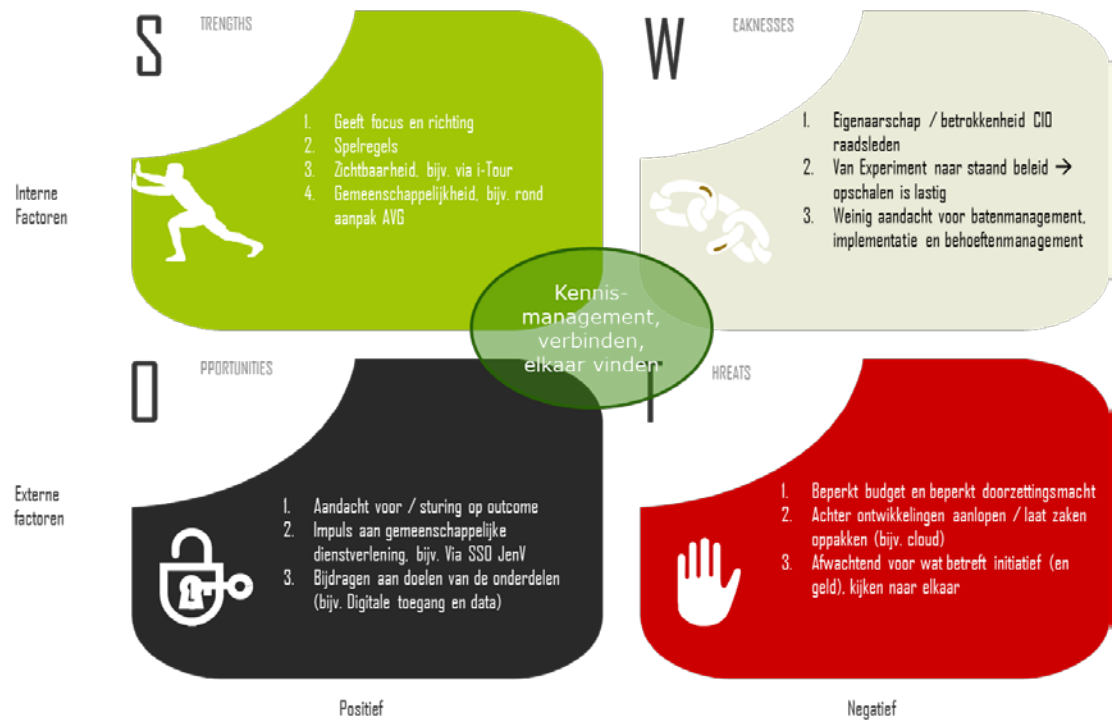 S TRENGTHS
W EAKNESSES
Interne
Factoren
1. Geeft focus en richting
2. Spelregels
3. Zichtbaarheid, bijv. via i-Tour
4. Gemeenschappelijkheid, bijv. rond
aanpak AVG
1. Eigenaarschap / betrokkenheid CIO
raadsleden
2. Van Experiment naar staand beleid →
opschalen is lastig
3. Weinig aandacht voor batenmanagement,
implementatie en behoeftenmanagement
Kennis-
management,
verbinden,
elkaar vinden
O PPORTUNITIES
T HREATS
Externe
factoren
1. Aandacht voor / sturing op outcome
2. Impuls aan gemeenschappelijke
dienstverlening, bijv. Via SSO JenV
3. Bijdragen aan doelen van de onderdelen
(bijv. Digitale toegang en data)
1. Beperkt budget en beperkt doorzettingsmacht
2. Achter ontwikkelingen aanlopen / laat zaken
oppakken (bijv. cloud)
3. Afwachtend voor wat betreft initiatief (en
geld), kijken naar elkaar
Positief
Negatief